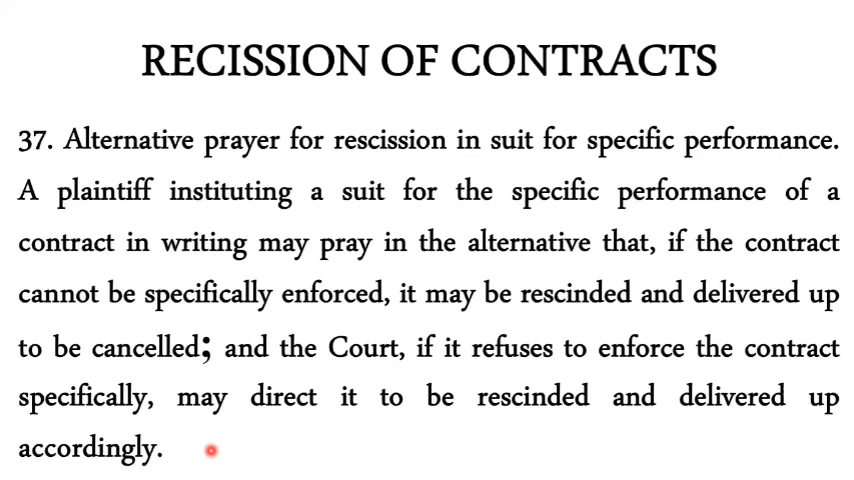 RECISSION OF CONTRACTS
37. Alternative prayer for rescission in suit for specific performance.
A plaintiff instituting a suit for the specific performance of a
contract in writing may pray in the alternative that, if the contract
cannot be specifically enforced, it may be rescinded and delivered up
to be cancelled; and the Court, if it refuses to enforce the contract
specifically, may direct it to be rescinded and delivered up
accordingly.